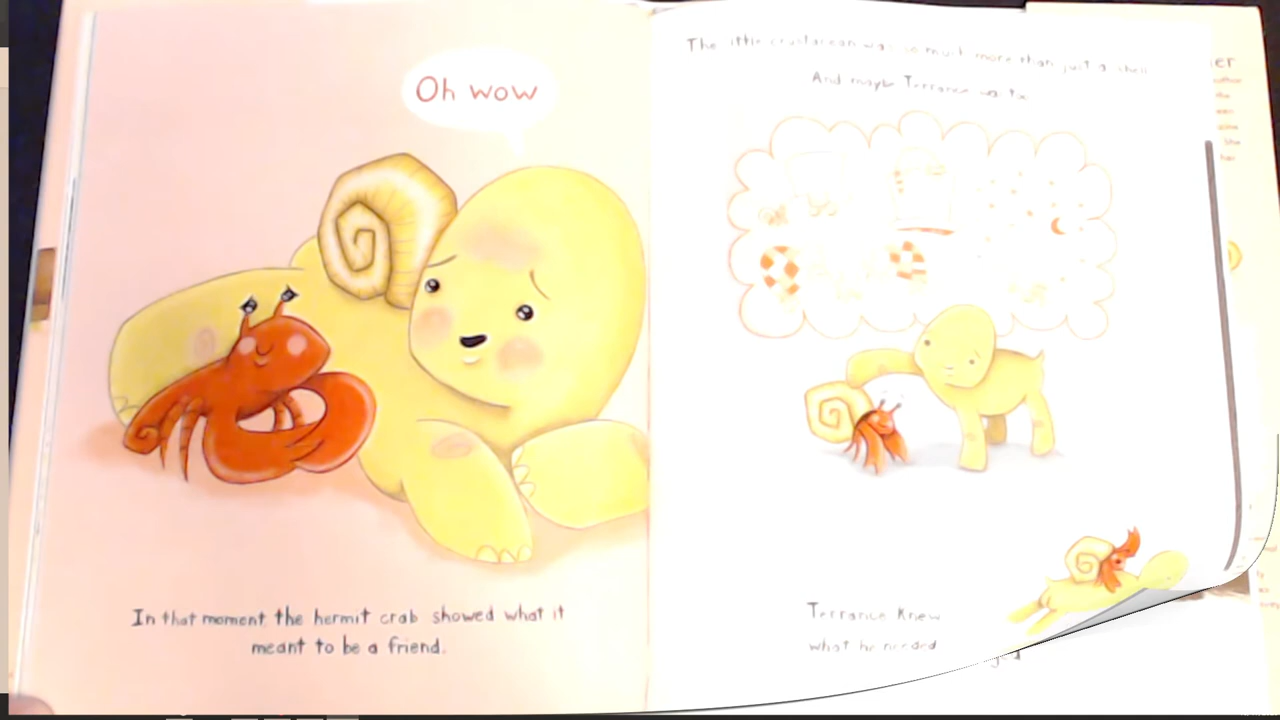 Oh wow
In that moment the hermit crab showed what it
meant to be a friend.
The little crustacean was so much more than just a shell.
And maybe Terrance was too
Terrance knew
what he needed